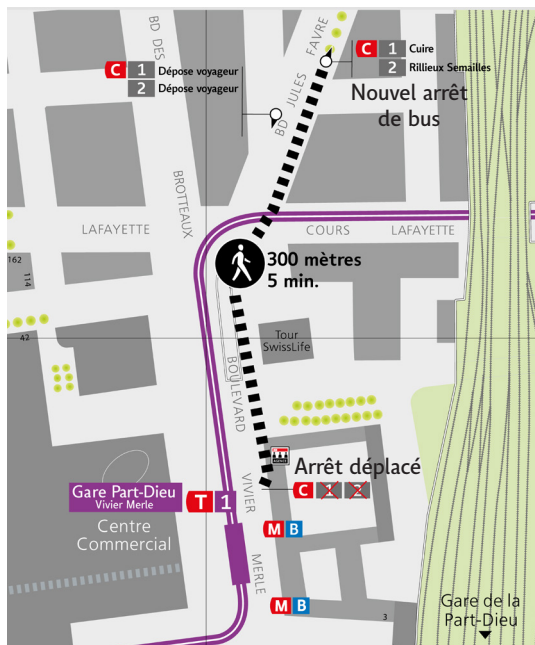 BD DES
BROTTEAUX
C 1 Dépose voyageur
2 Dépose voyageur
BD JULES FAVRE
C 1 Cuire
2 Rillieux Semailles
Nouvel arrêt
de bus
LAFAYETTE
COURS LAFAYETTE
162
114
42
300 mètres
5 min.
Tour
SwissLife
BOULEVARD
VIVIER
MERLE
Arrêt déplacé
C 1 2
Gare Part-Dieu
Vivier Merle
T 1
Centre
Commercial
M B
M B
3
Gare de la
Part-Dieu